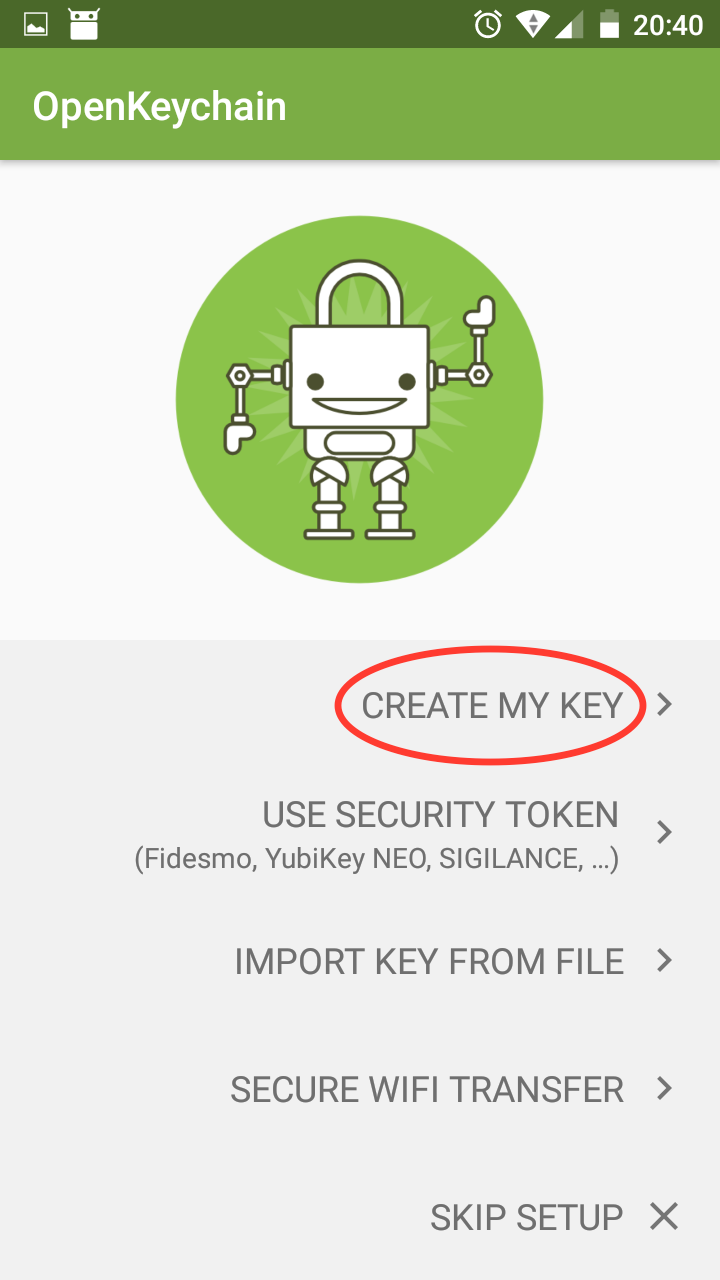 20:40
OpenKeychain
CREATE MY KEY
USE SECURITY TOKEN
(Fidesmo, YubiKey NEO, SIGILANCE, ...)
IMPORT KEY FROM FILE
SECURE WIFI TRANSFER
SKIP SETUP